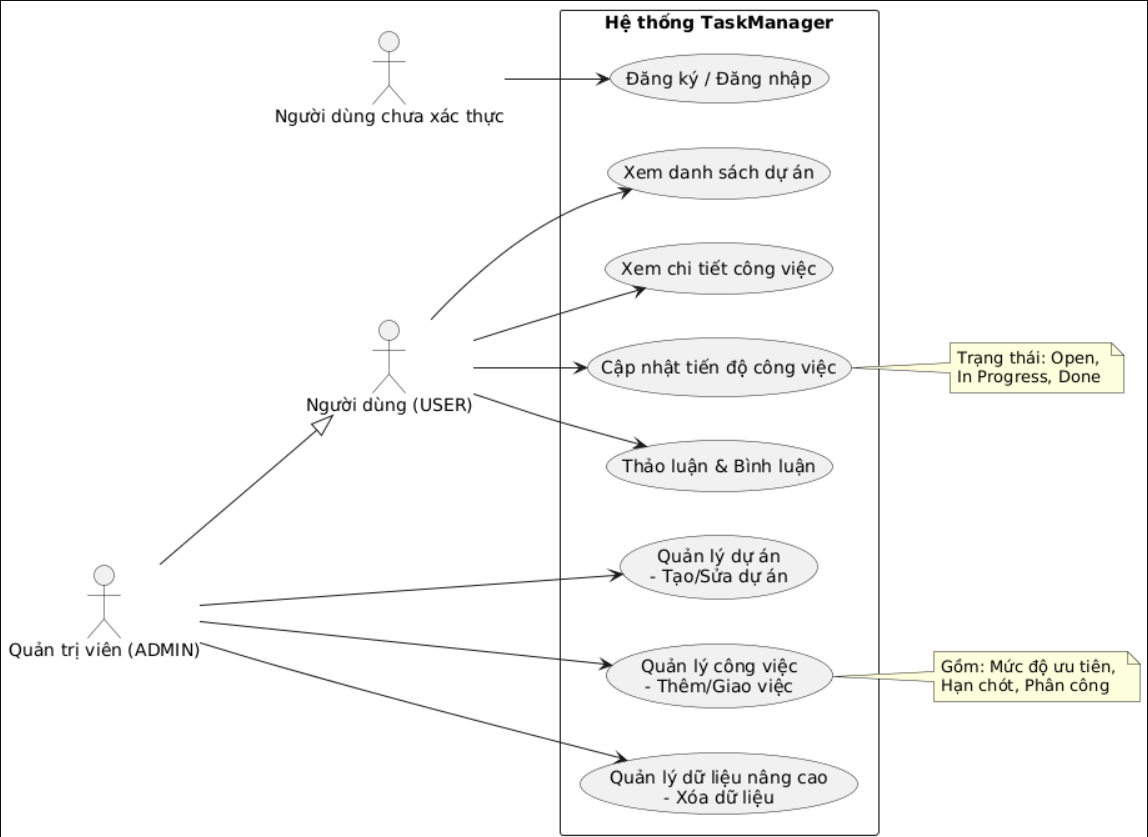 Hệ thống TaskManager
Đăng ký / Đăng nhập
Người dùng chưa xác thực
Xem danh sách dự án
Xem chi tiết công việc
Cập nhật tiến độ công việc
Trạng thái: Open,
In Progress, Done
Người dùng (USER)
Thảo luận & Bình luận
Quản lý dự án
- Tạo/Sửa dự án
Quản trị viên (ADMIN)
Quản lý công việc
- Thêm/Giao việc
Gồm: Mức độ ưu tiên,
Hạn chót, Phân công
Quản lý dữ liệu nâng cao
- Xóa dữ liệu